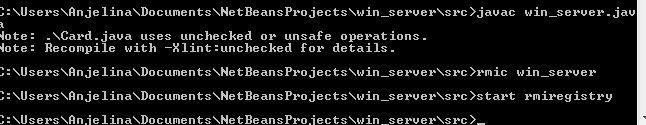 C:\Users\Anjelina\Documents\NetBeansProjects\win_server\src>javac win_server.jav
a
Note: .\Card.java uses unchecked or unsafe operations.
Note: Recompile with -Xlint:unchecked for details.
C:\Users\Anjelina\Documents\NetBeansProjects\win_server\src>rmic win_server
C:\Users\Anjelina\Documents\NetBeansProjects\win_server\src>start rmiregistry
C:\Users\Anjelina\Documents\NetBeansProjects\win_server\src>_